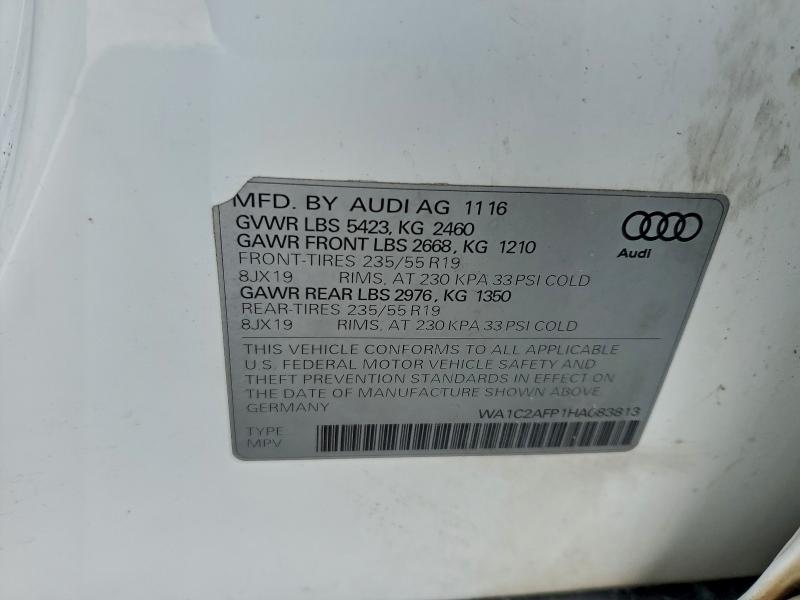 MFD. BY AUDI AG 11 16
GVWR LBS 5423, KG 2460
GAWR FRONT LBS 2668, KG 1210
FRONT-TIRES 235/55 R19
8JX19 RIMS, AT 230 KPA 33 PSI COLD
GAWR REAR LBS 2976, KG 1350
REAR-TIRES 235/55 R19
8JX19 RIMS, AT 230 KPA 33 PSI COLD
Audi
THIS VEHICLE CONFORMS TO ALL APPLICABLE
U.S. FEDERAL MOTOR VEHICLE SAFETY AND
THEFT PREVENTION STANDARDS IN EFFECT ON
THE DATE OF MANUFACTURE SHOWN ABOVE.
GERMANY WA1C2AFP1HA083813
TYPE
MPV